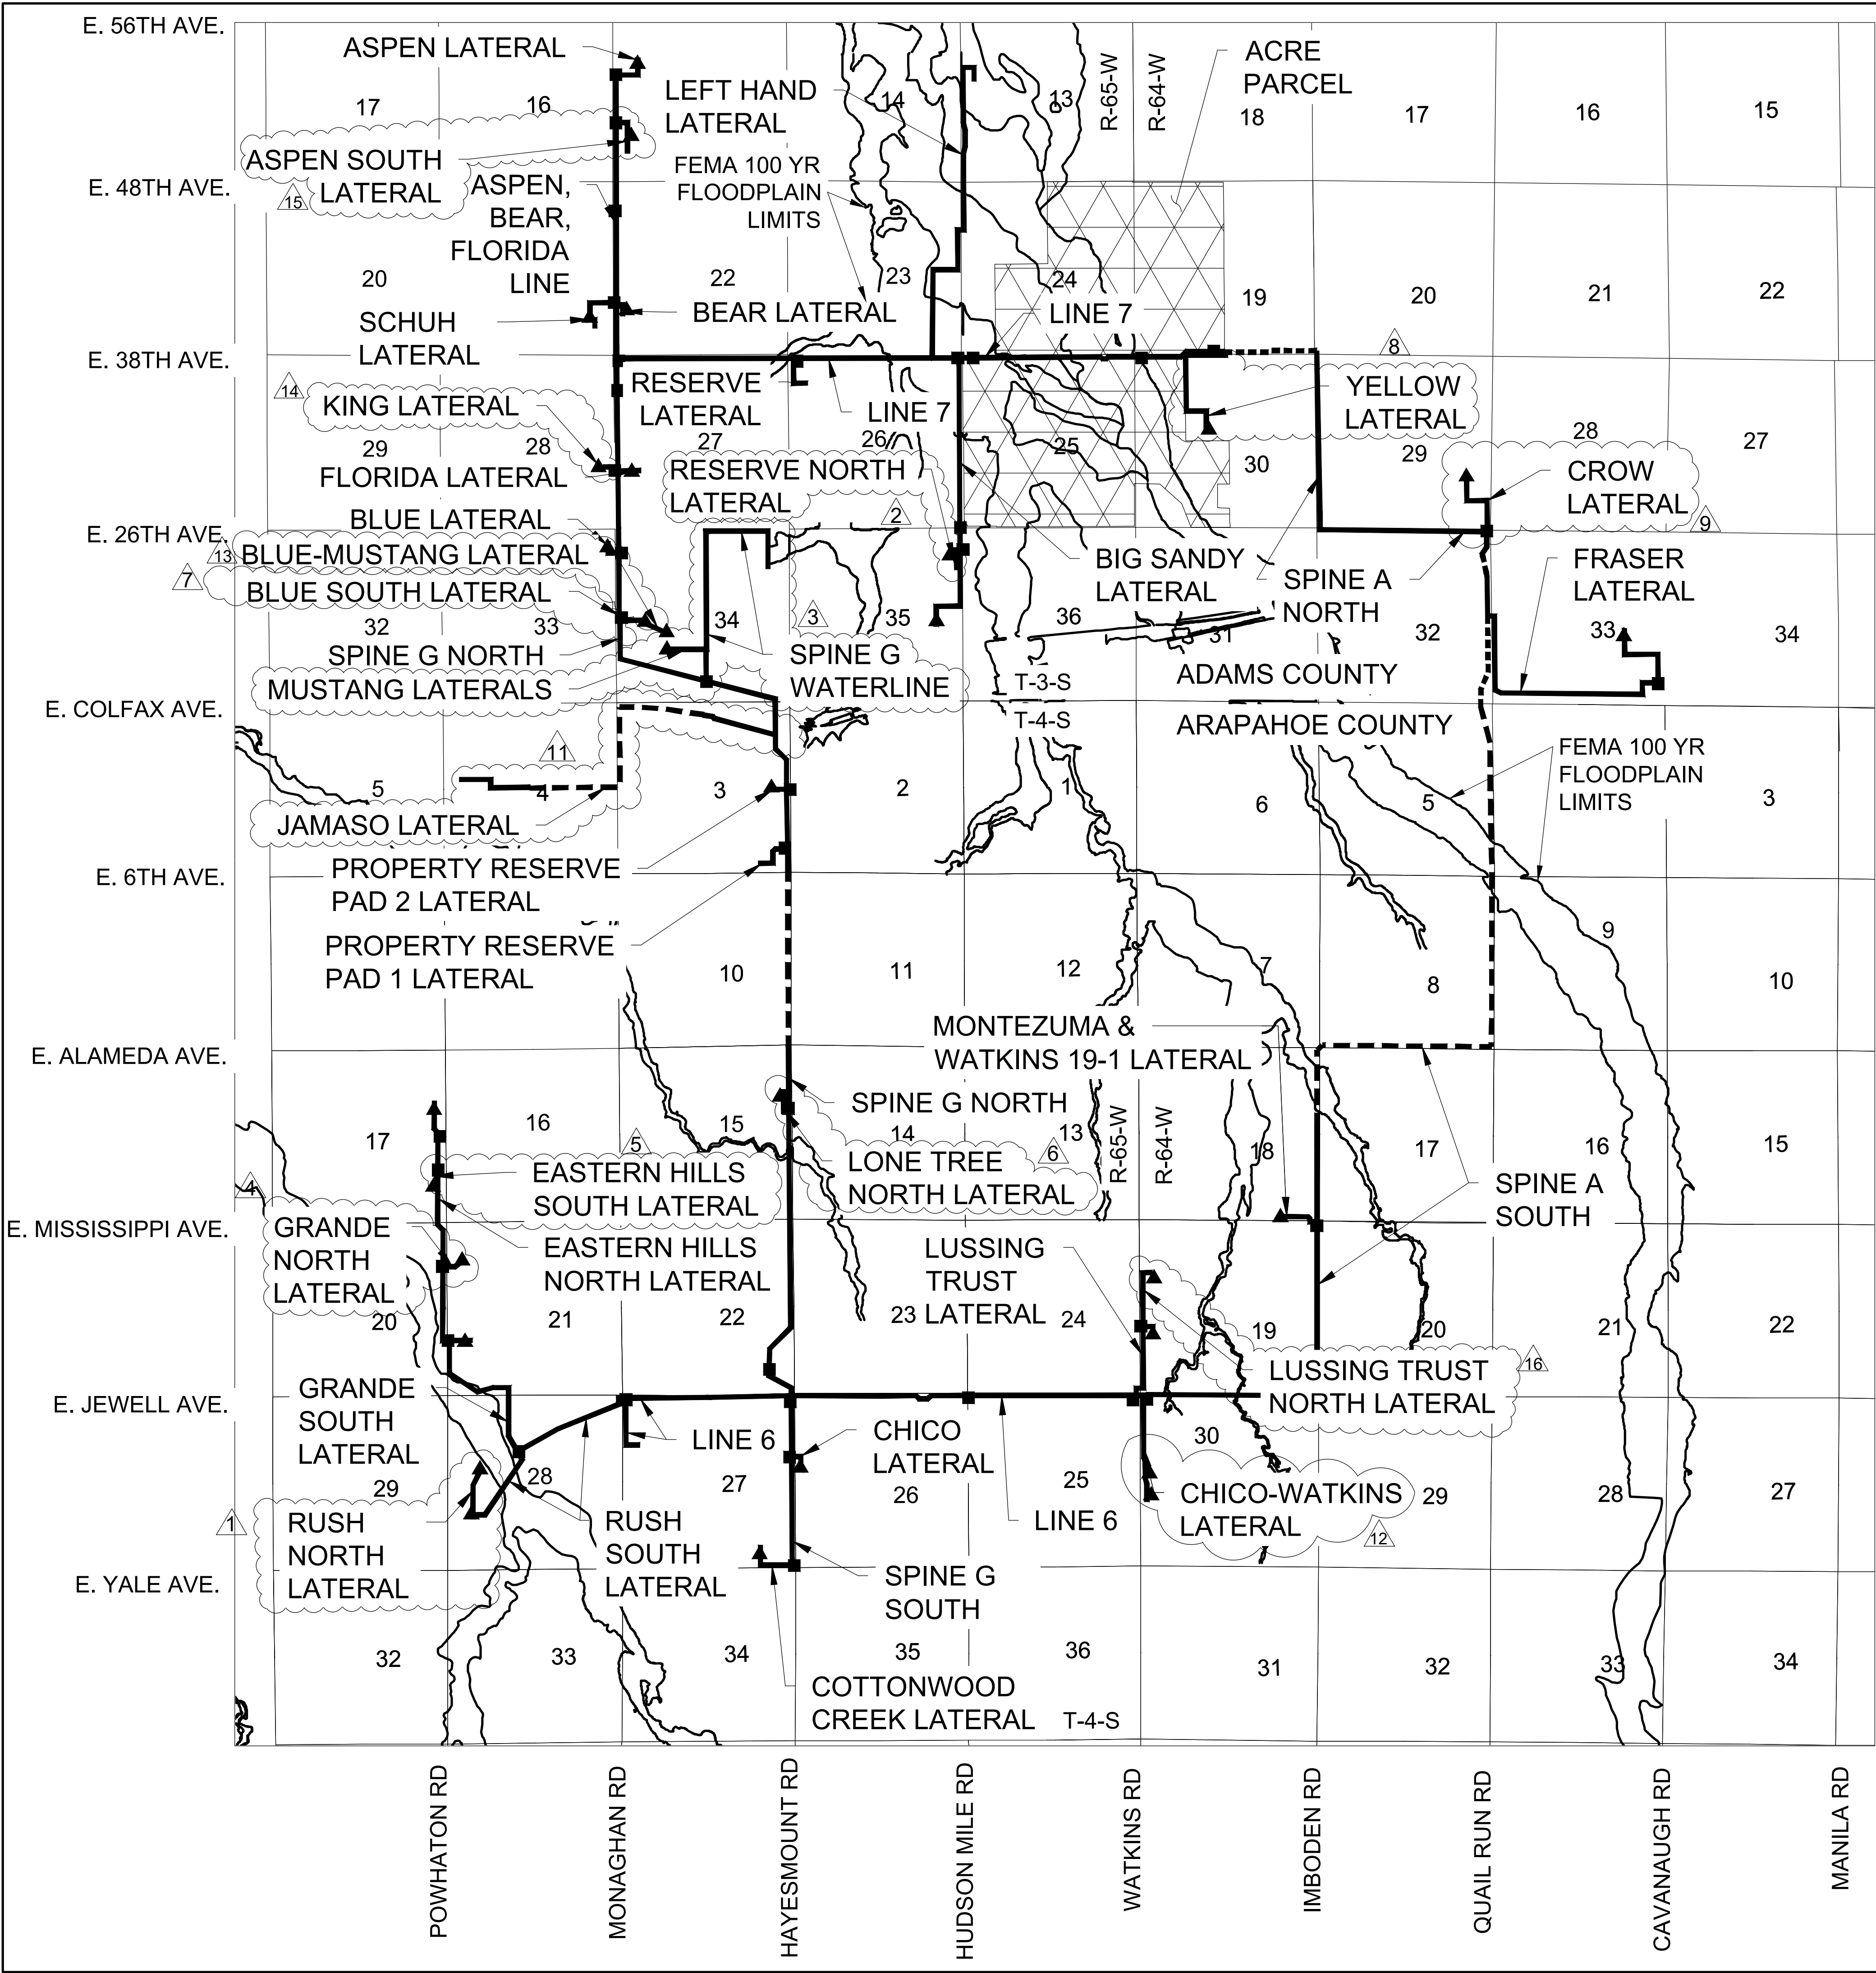 E. 56TH AVE.
ASPEN LATERAL
ACRE
PARCEL
LEFT HAND
LATERAL
17
16
14
13
R-65-W
R-64-W
18
17
16
15
ASPEN SOUTH
LATERAL
15
FEMA 100 YR
FLOODPLAIN
LIMITS
E. 48TH AVE.
ASPEN,
BEAR,
FLORIDA
LINE
20
22
23
24
19
20
21
22
SCHUH
LATERAL
BEAR LATERAL
LINE 7
E. 38TH AVE.
8
14
KING LATERAL
RESERVE
LATERAL
LINE 7
YELLOW
LATERAL
29
28
27
26
25
30
29
28
27
FLORIDA LATERAL
RESERVE NORTH
LATERAL
2
CROW
LATERAL
9
BLUE LATERAL
E. 26TH AVE.
13
BLUE-MUSTANG LATERAL
7
BLUE SOUTH LATERAL
BIG SANDY
LATERAL
SPINE A
NORTH
FRASER
LATERAL
32
33
34
3
35
36
31
32
33
34
SPINE G NORTH
SPINE G
WATERLINE
MUSTANG LATERALS
T-3-S
ADAMS COUNTY
E. COLFAX AVE.
T-4-S
ARAPAHOE COUNTY
11
FEMA 100 YR
FLOODPLAIN
LIMITS
5
4
3
2
1
6
5
3
JAMASO LATERAL
E. 6TH AVE.
PROPERTY RESERVE
PAD 2 LATERAL
PROPERTY RESERVE
PAD 1 LATERAL
10
11
12
7
8
9
10
MONTEZUMA &
WATKINS 19-1 LATERAL
E. ALAMEDA AVE.
SPINE G NORTH
17
16
5
15
14
6
13
R-65-W
R-64-W
18
17
16
15
EASTERN HILLS
SOUTH LATERAL
LONE TREE
NORTH LATERAL
4
SPINE A
SOUTH
E. MISSISSIPPI AVE.
GRANDE
NORTH
LATERAL
EASTERN HILLS
NORTH LATERAL
LUSSING
TRUST
LATERAL
20
21
22
23
24
19
20
21
22
LUSSING TRUST
NORTH LATERAL
16
E. JEWELL AVE.
GRANDE
SOUTH
LATERAL
LINE 6
CHICO
LATERAL
30
29
28
27
26
25
29
28
27
1
RUSH
NORTH
LATERAL
RUSH
SOUTH
LATERAL
LINE 6
CHICO-WATKINS
LATERAL
12
E. YALE AVE.
SPINE G
SOUTH
32
33
34
35
36
31
32
33
34
COTTONWOOD
CREEK LATERAL
T-4-S
POWHATON RD
MONAGHAN RD
HAYESMOUNT RD
HUDSON MILE RD
WATKINS RD
IMBODEN RD
QUAIL RUN RD
CAVANAUGH RD
MANILA RD